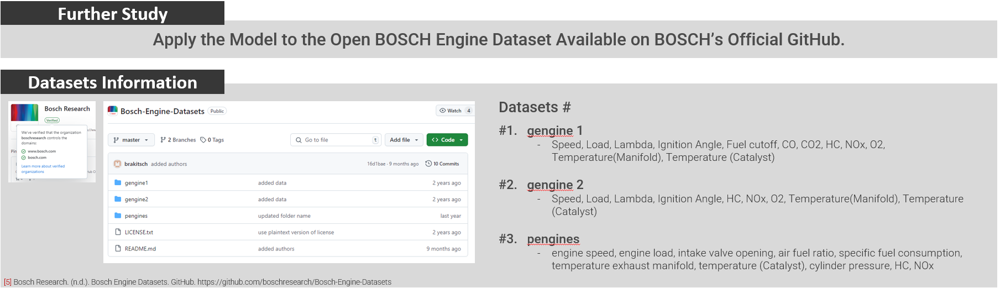 Further Study
Apply the Model to the Open BOSCH Engine Dataset Available on BOSCH's Official GitHub.
Datasets Information
Bosch Research
Verified
We've verified that the organization
boschresearch controls the
domains:
www.bosch.com
bosch.com
Learn more about verified
organizations
Bosch-Engine-Datasets Public
Watch 4
master
2 Branches
0 Tags
Go to file
t
Add file
<> Code
brakitsch added authors
16d1bae · 9 months ago
10 Commits
gengine1 added data 2 years ago
gengine2 added data 2 years ago
pengines updated folder name last year
LICENSE.txt use plaintext version of license 2 years ago
README.md added authors 9 months ago
Datasets #
#1. gengine 1
- Speed, Load, Lambda, Ignition Angle, Fuel cutoff, CO, CO2, HC, NOx, O2,
Temperature(Manifold), Temperature (Catalyst)
#2. gengine 2
- Speed, Load, Lambda, Ignition Angle, HC, NOx, O2, Temperature(Manifold), Temperature
(Catalyst)
#3. pengines
- engine speed, engine load, intake valve opening, air fuel ratio, specific fuel consumption,
temperature exhaust manifold, temperature (Catalyst), cylinder pressure, HC, NOx
[5] Bosch Research. (n.d.). Bosch Engine Datasets. GitHub. https://github.com/boschresearch/Bosch-Engine-Datasets